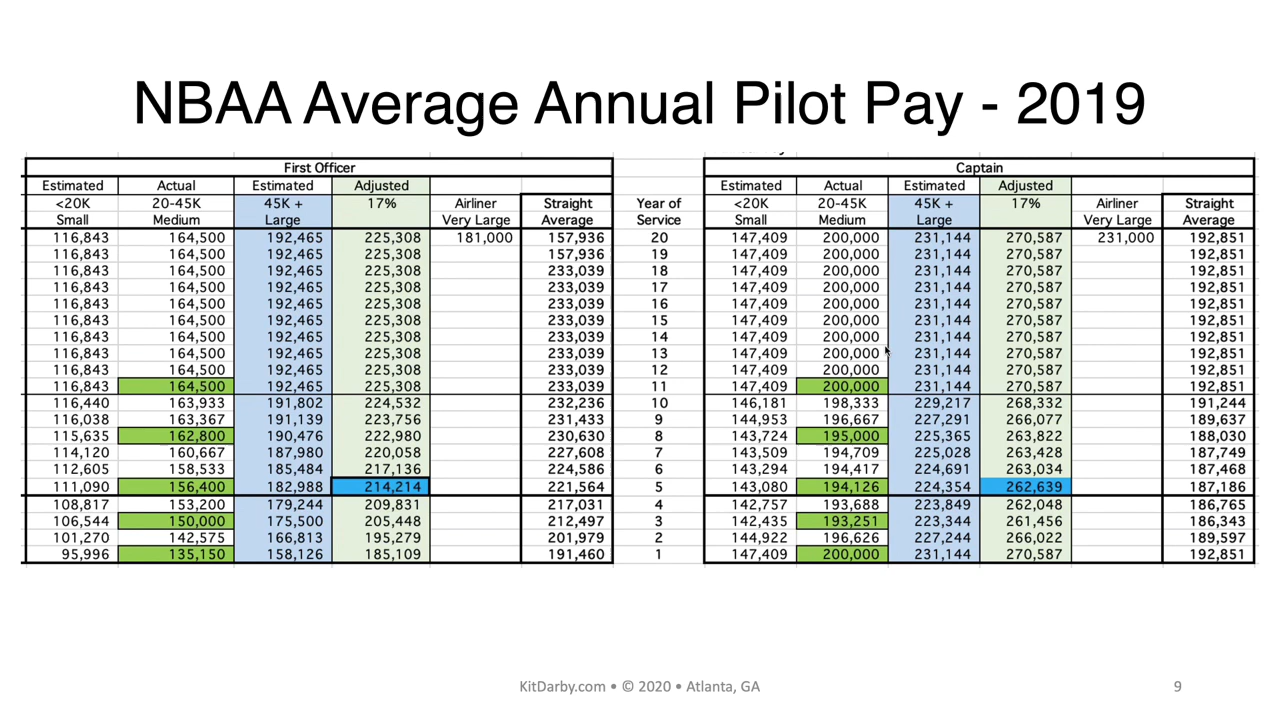 NBAA Average Annual Pilot Pay - 2019
First Officer Captain
Estimated Actual Estimated Adjusted Estimated Actual Estimated Adjusted
<20K 20-45K 45K + 17% Airliner Straight Year of <20K 20-45K 45K + 17% Airliner Straight
Small Medium Large Very Large Average Service Small Medium Large Very Large Average
116,843 164,500 192,465 225,308 181,000 157,936 20 147,409 200,000 231,144 270,587 231,000 192,851
116,843 164,500 192,465 225,308 157,936 19 147,409 200,000 231,144 270,587 192,851
116,843 164,500 192,465 225,308 233,039 18 147,409 200,000 231,144 270,587 192,851
116,843 164,500 192,465 225,308 233,039 17 147,409 200,000 231,144 270,587 192,851
116,843 164,500 192,465 225,308 233,039 16 147,409 200,000 231,144 270,587 192,851
116,843 164,500 192,465 225,308 233,039 15 147,409 200,000 231,144 270,587 192,851
116,843 164,500 192,465 225,308 233,039 14 147,409 200,000 231,144 270,587 192,851
116,843 164,500 192,465 225,308 233,039 13 147,409 200,000 231,144 270,587 192,851
116,843 164,500 192,465 225,308 233,039 12 147,409 200,000 231,144 270,587 192,851
116,843 164,500 192,465 225,308 233,039 11 147,409 200,000 231,144 270,587 192,851
116,440 163,933 191,802 224,532 232,236 10 146,181 198,333 229,217 268,332 191,244
116,038 163,367 191,139 223,756 231,433 9 144,953 196,667 227,291 266,077 189,637
115,635 162,800 190,476 222,980 230,630 8 143,724 195,000 225,365 263,822 188,030
114,120 160,667 187,980 220,058 227,608 7 143,509 194,709 225,028 263,428 187,749
112,605 158,533 185,484 217,136 224,586 6 143,294 194,417 224,691 263,034 187,468
111,090 156,400 182,988 214,214 221,564 5 143,080 194,126 224,354 262,639 187,186
108,817 153,200 179,244 209,831 217,031 4 142,757 193,688 223,849 262,048 186,765
106,544 150,000 175,500 205,448 212,497 3 142,435 193,251 223,344 261,456 186,343
101,270 142,575 166,813 195,279 201,979 2 144,922 196,626 227,244 266,022 189,597
95,996 135,150 158,126 185,109 191,460 1 147,409 200,000 231,144 270,587 192,851
KitDarby.com • © 2020 • Atlanta, GA 9